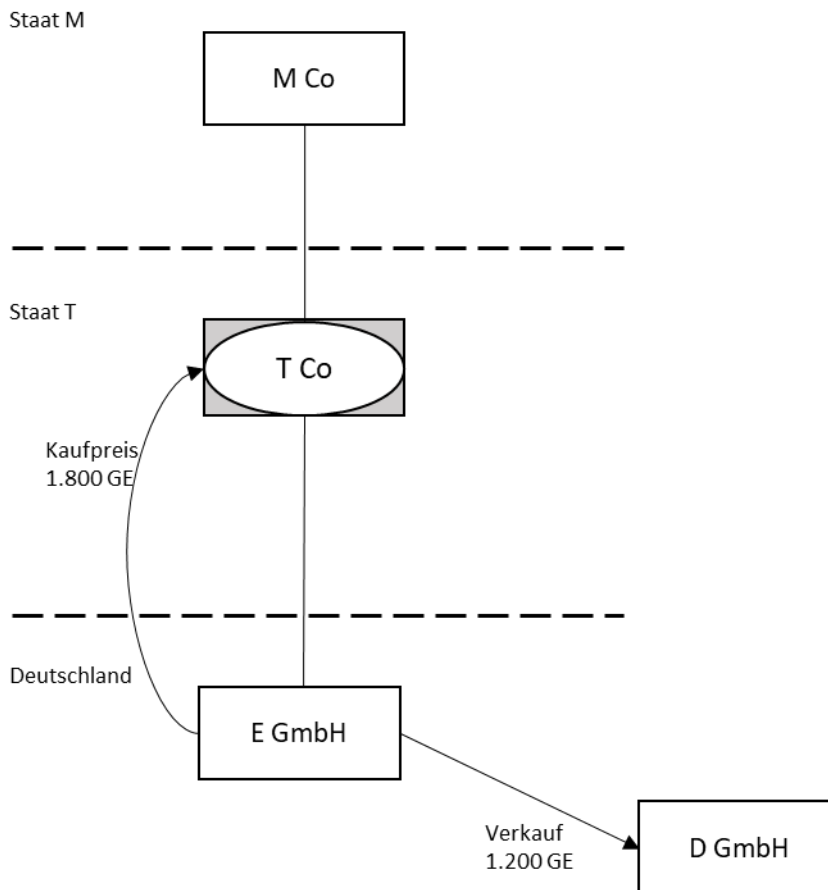 Staat M
M Co
Staat T
T Co
Kaufpreis
1.800 GE
Deutschland
E GmbH
Verkauf
1.200 GE
D GmbH